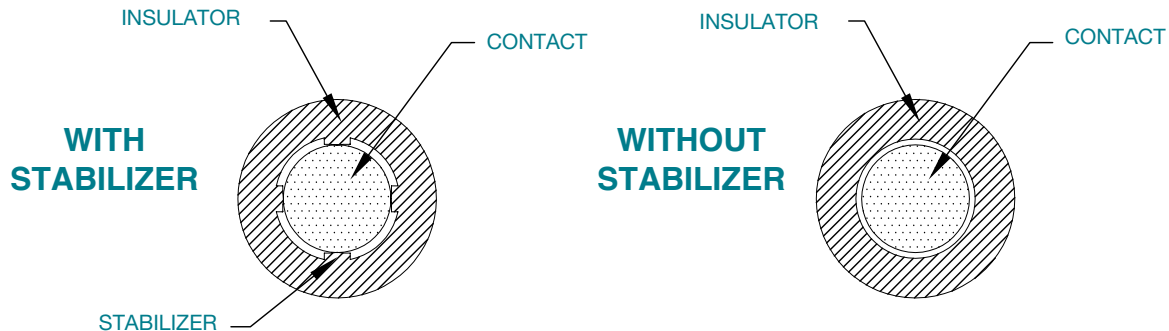 INSULATOR
CONTACT
WITH
STABILIZER
STABILIZER
INSULATOR
CONTACT
WITHOUT
STABILIZER